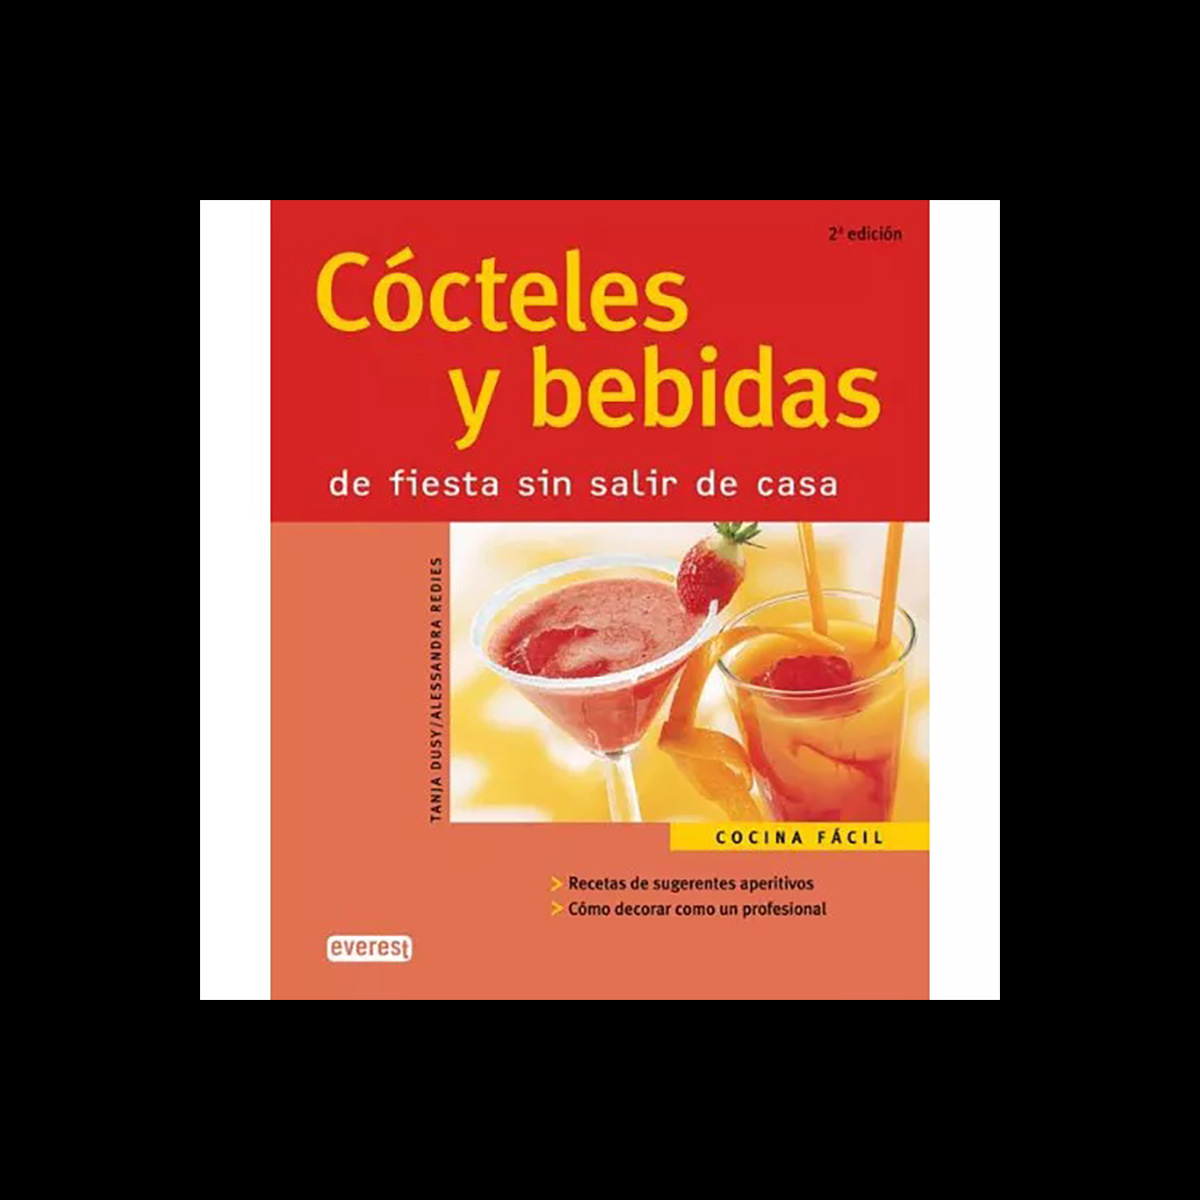 2ª edición
Cócteles
y bebidas
de fiesta sin salir de casa
TANJA DUSY/ALESSANDRA REDIES
COCINA FÁCIL
> Recetas de sugerentes aperitivos
> Cómo decorar como un profesional
everest